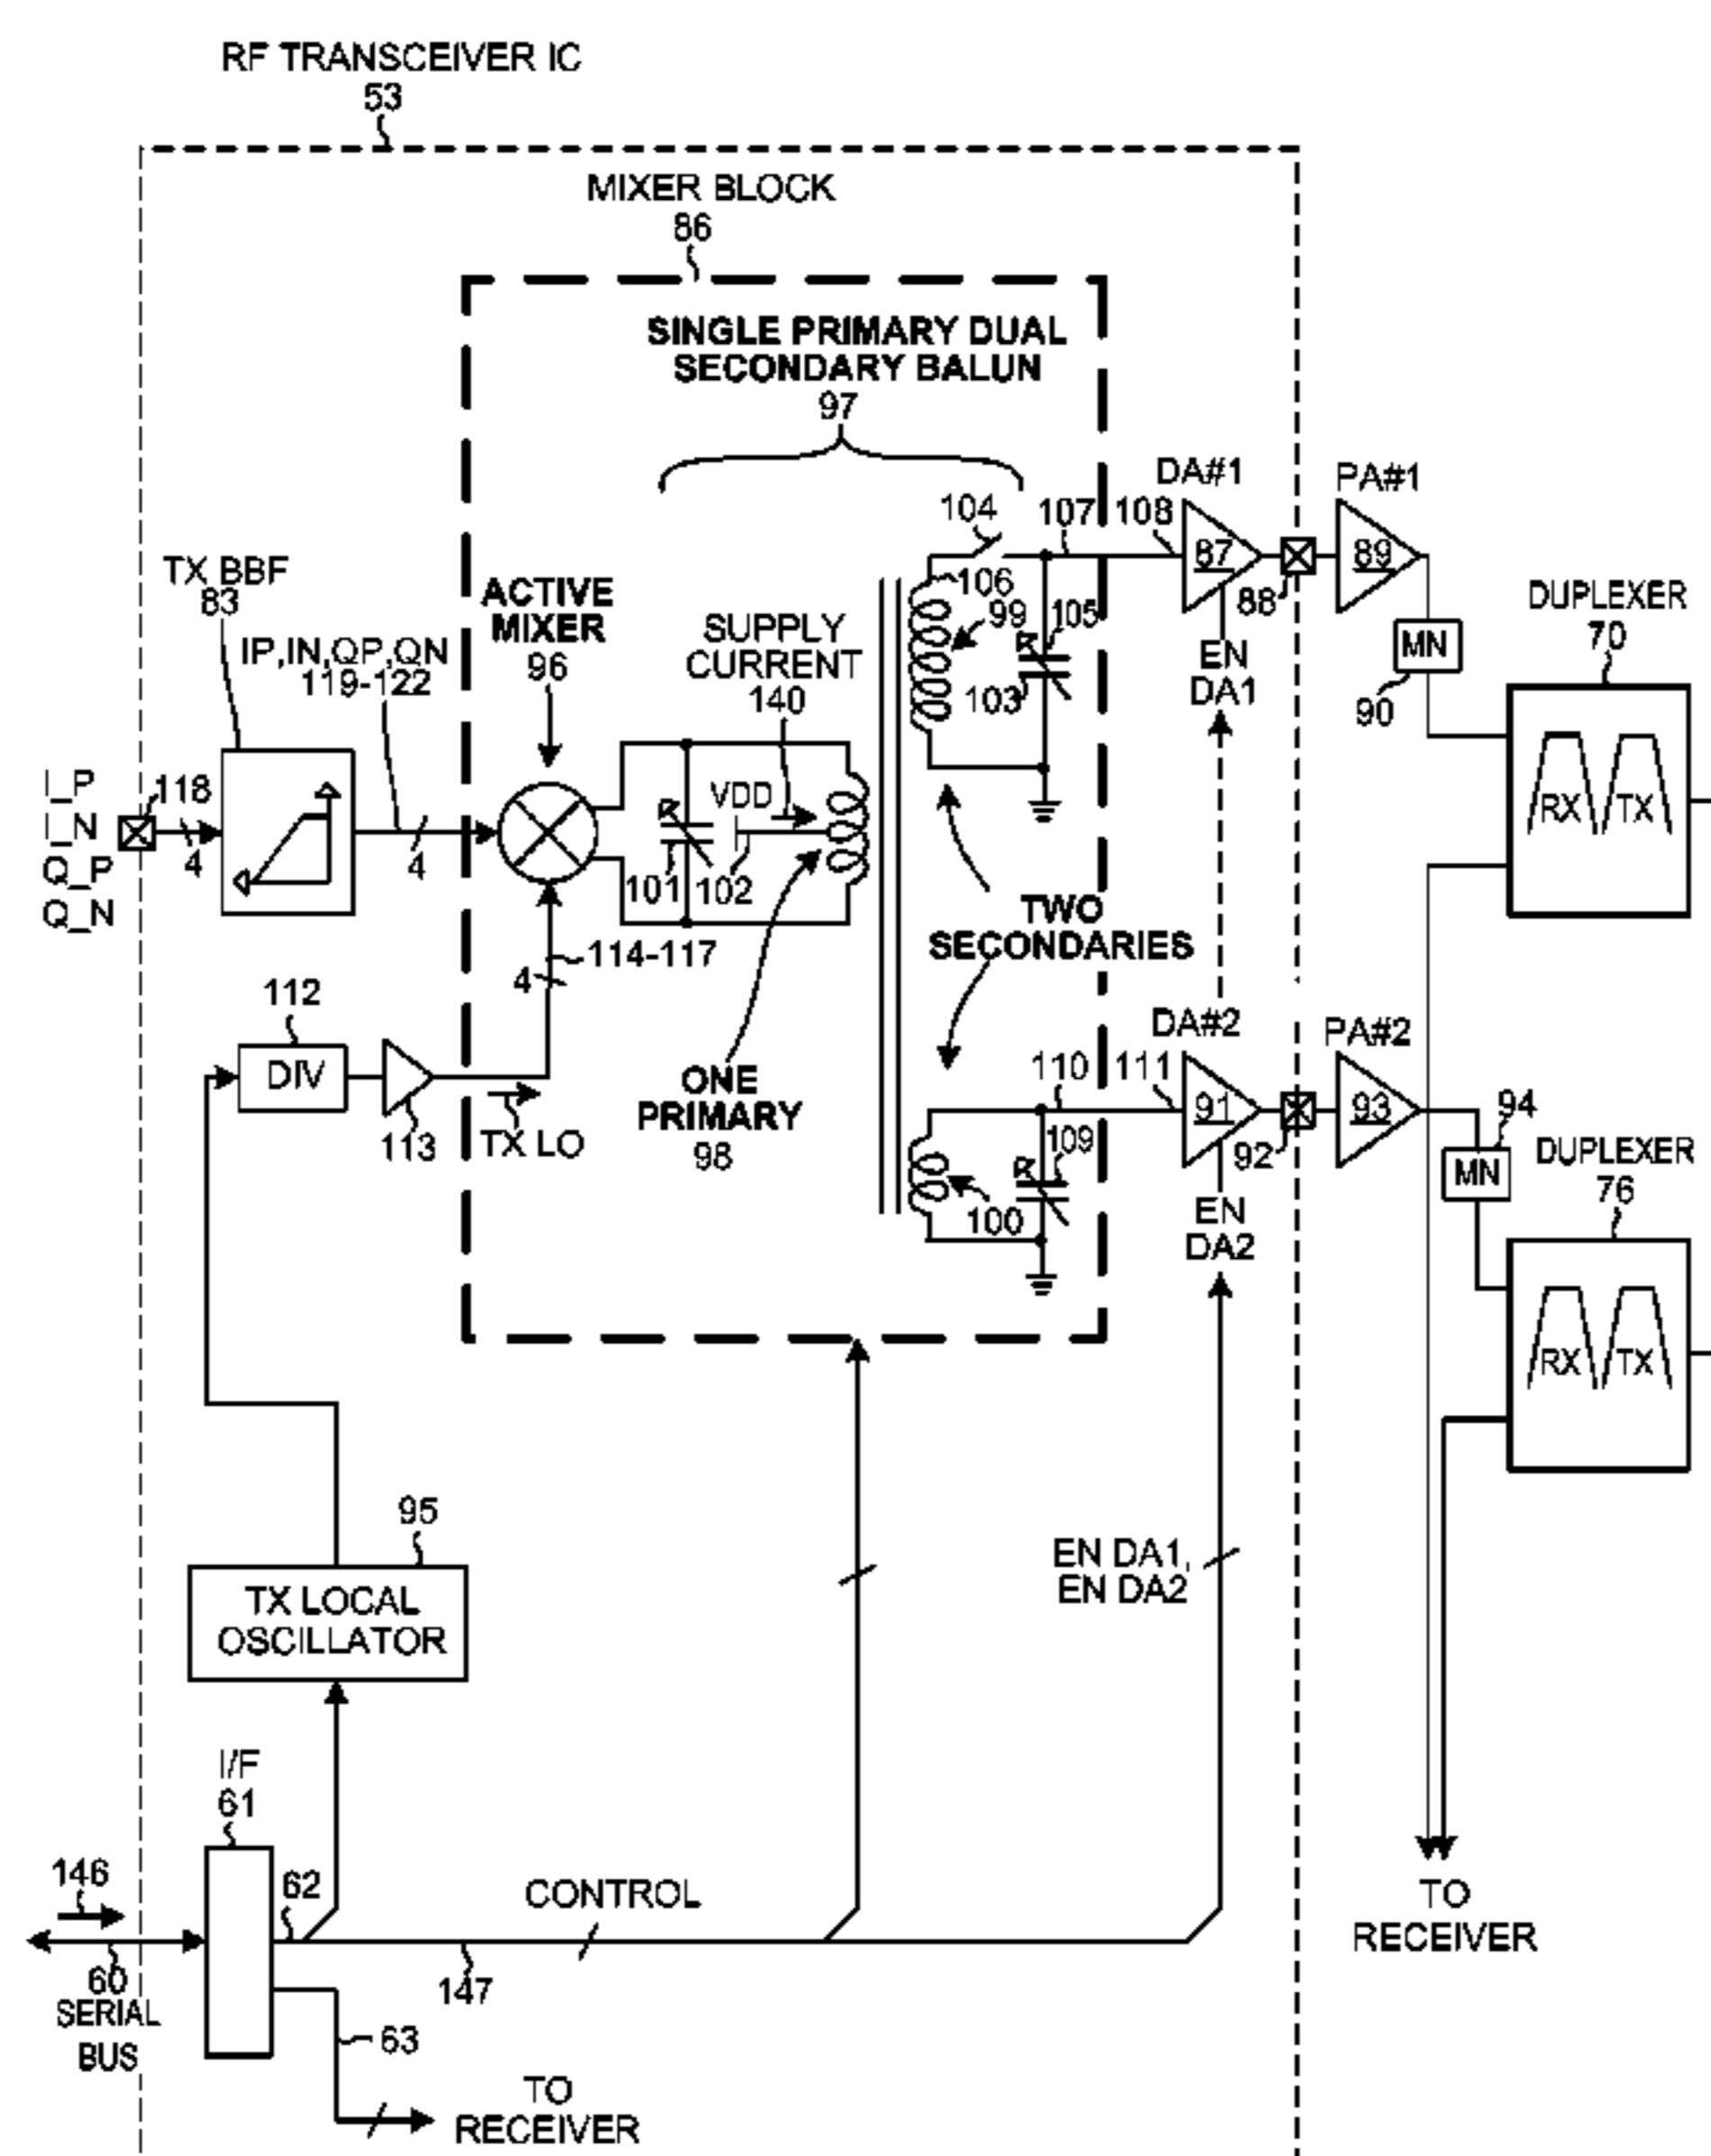 RF TRANSCEIVER IC
53
MIXER BLOCK
86
SINGLE PRIMARY DUAL
SECONDARY BALUN
97
DA#1
PA#1
104
107
108
87
89
88
106
99
105
103
EN
DA1
MN
90
DUPLEXER
70
RX
TX
TX BBF
83
IP,IN,QP,QN
119-122
ACTIVE
MIXER
96
SUPPLY
CURRENT
140
VDD
I_P
I_N
Q_P
Q_N
118
4
4
101
102
TWO
SECONDARIES
114-117
4
112
DIV
113
TX LO
ONE
PRIMARY
98
DA#2
PA#2
110
111
91
93
92
109
100
EN
DA2
94
MN
DUPLEXER
76
RX
TX
95
TX LOCAL
OSCILLATOR
EN DA1,
EN DA2
I/F
61
146
62
CONTROL
147
60
SERIAL
BUS
63
TO
RECEIVER
TO
RECEIVER